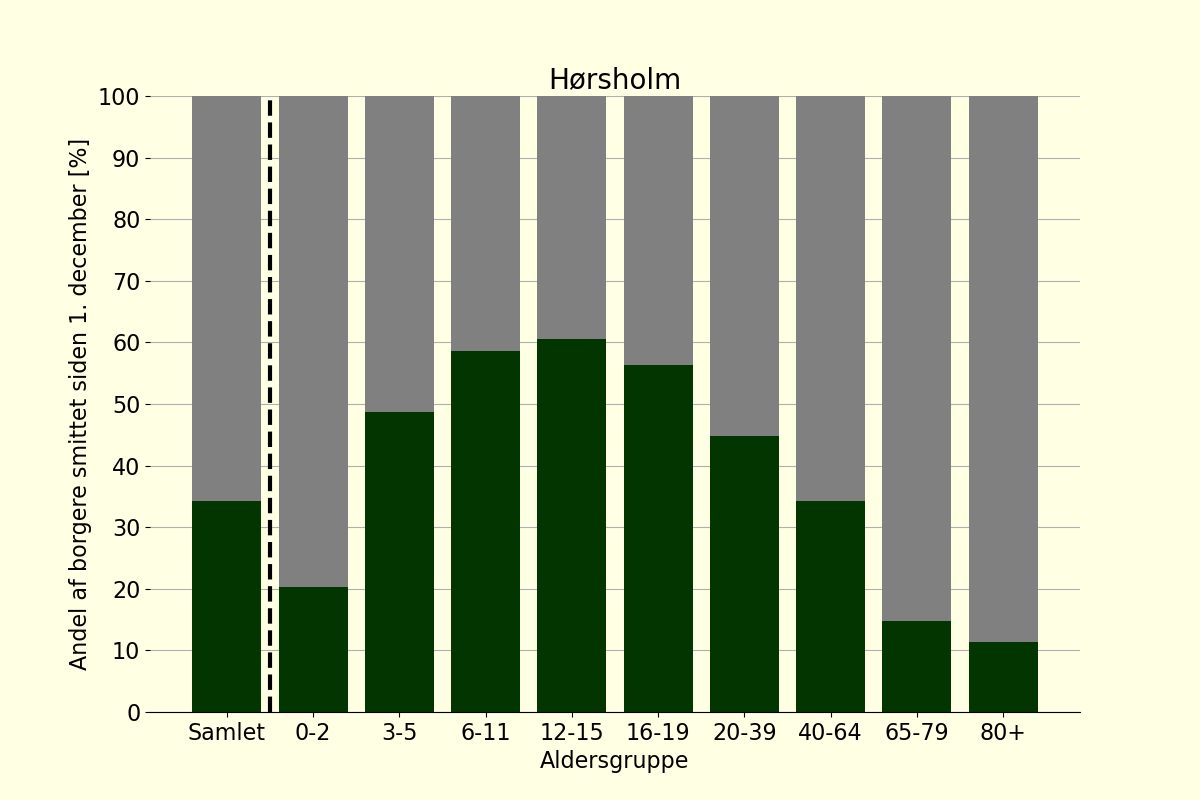 Hørsholm
Andel af borgere smittet siden 1. december [%]
100
90
80
70
60
50
40
30
20
10
0
Samlet 0-2 3-5 6-11 12-15 16-19 20-39 40-64 65-79 80+
Aldersgruppe